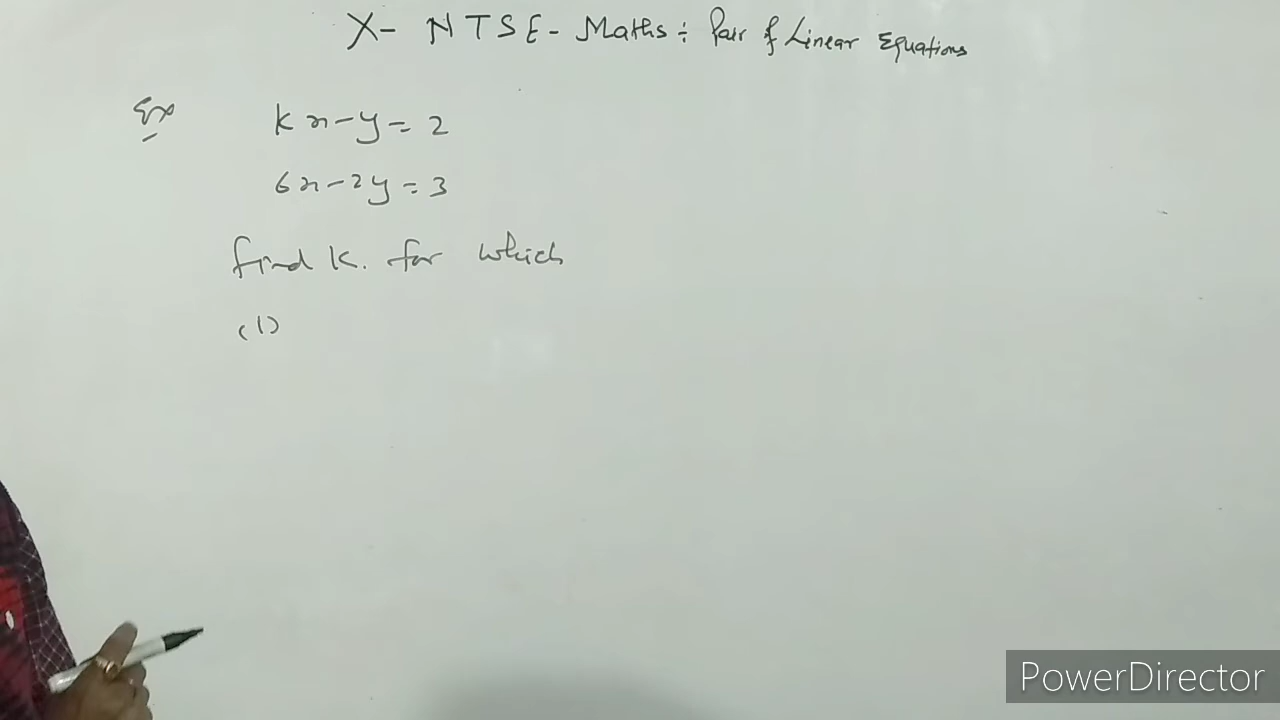 X- NTSE- Maths ÷ Pair of Linear Equations
Ex
kx-y=2
6x-2y=3
find k. for which
(1)
PowerDirector